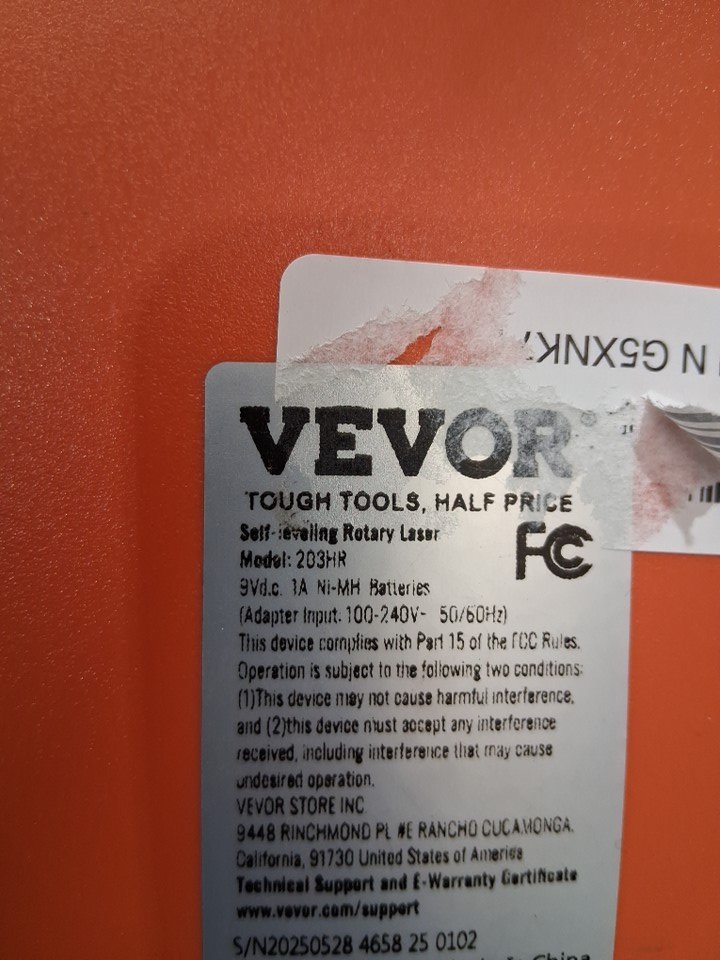 N G5XNK
VEVOR
TOUGH TOOLS, HALF PRICE
FC
Self-leveling Rotary Laser
Model: 203HR
9Vd.c. 1A Ni-MH Batteries
(Adapter Input: 100-240V~ 50/60Hz)
This device complies with Part 15 of the FCC Rules.
Operation is subject to the following two conditions:
(1)This device may not cause harmful interference,
and (2)this device must accept any interference
received, including interference that may cause
undesired operation.
VEVOR STORE INC
9448 RINCHMOND PL #E RANCHO CUCAMONGA,
California, 91730 United States of America
Technical Support and E-Warranty Certificate
www.vevor.com/support
S/N20250528 4658 25 0102
in China